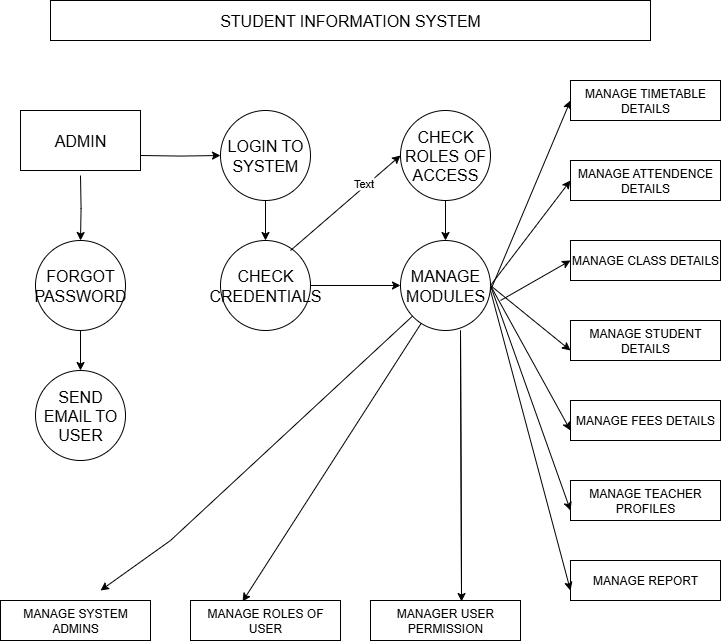 STUDENT INFORMATION SYSTEM
ADMIN
LOGIN TO
SYSTEM
CHECK
ROLES OF
ACCESS
Text
FORGOT
PASSWORD
CHECK
CREDENTIALS
MANAGE
MODULES
SEND
EMAIL TO
USER
MANAGE TIMETABLE
DETAILS
MANAGE ATTENDENCE
DETAILS
MANAGE CLASS DETAILS
MANAGE STUDENT
DETAILS
MANAGE FEES DETAILS
MANAGE TEACHER
PROFILES
MANAGE REPORT
MANAGE SYSTEM
ADMINS
MANAGE ROLES OF
USER
MANAGER USER
PERMISSION